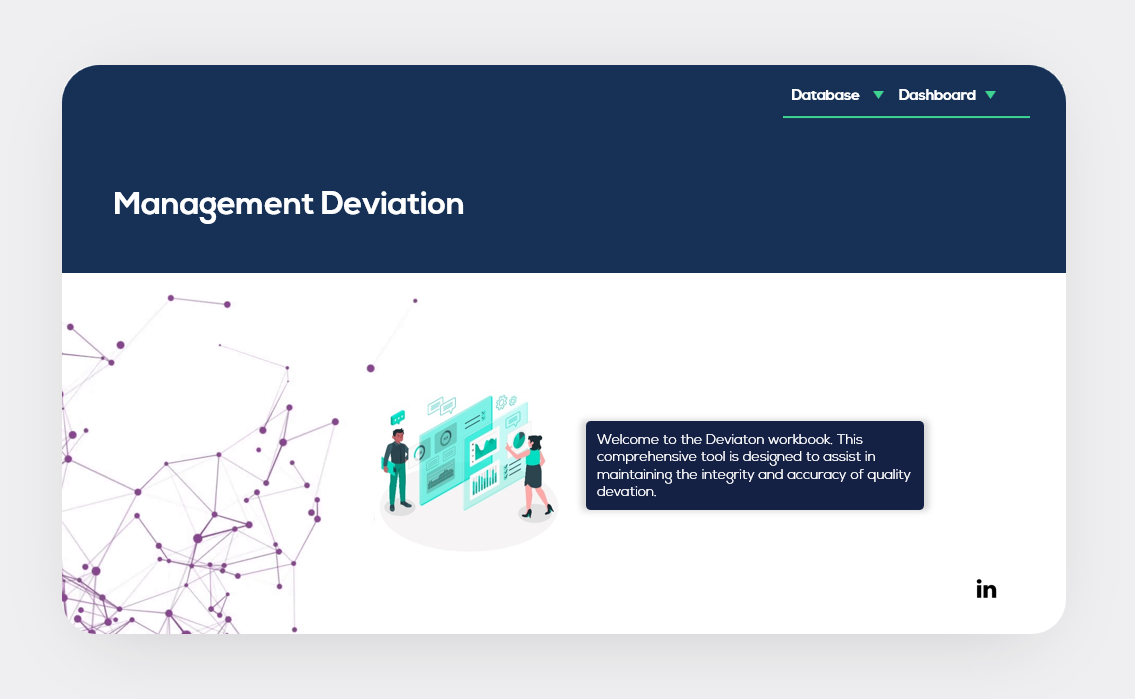 Database Dashboard
Management Deviation
Welcome to the Deviaton workbook. This
comprehensive tool is designed to assist in
maintaining the integrity and accuracy of quality
devation.
in